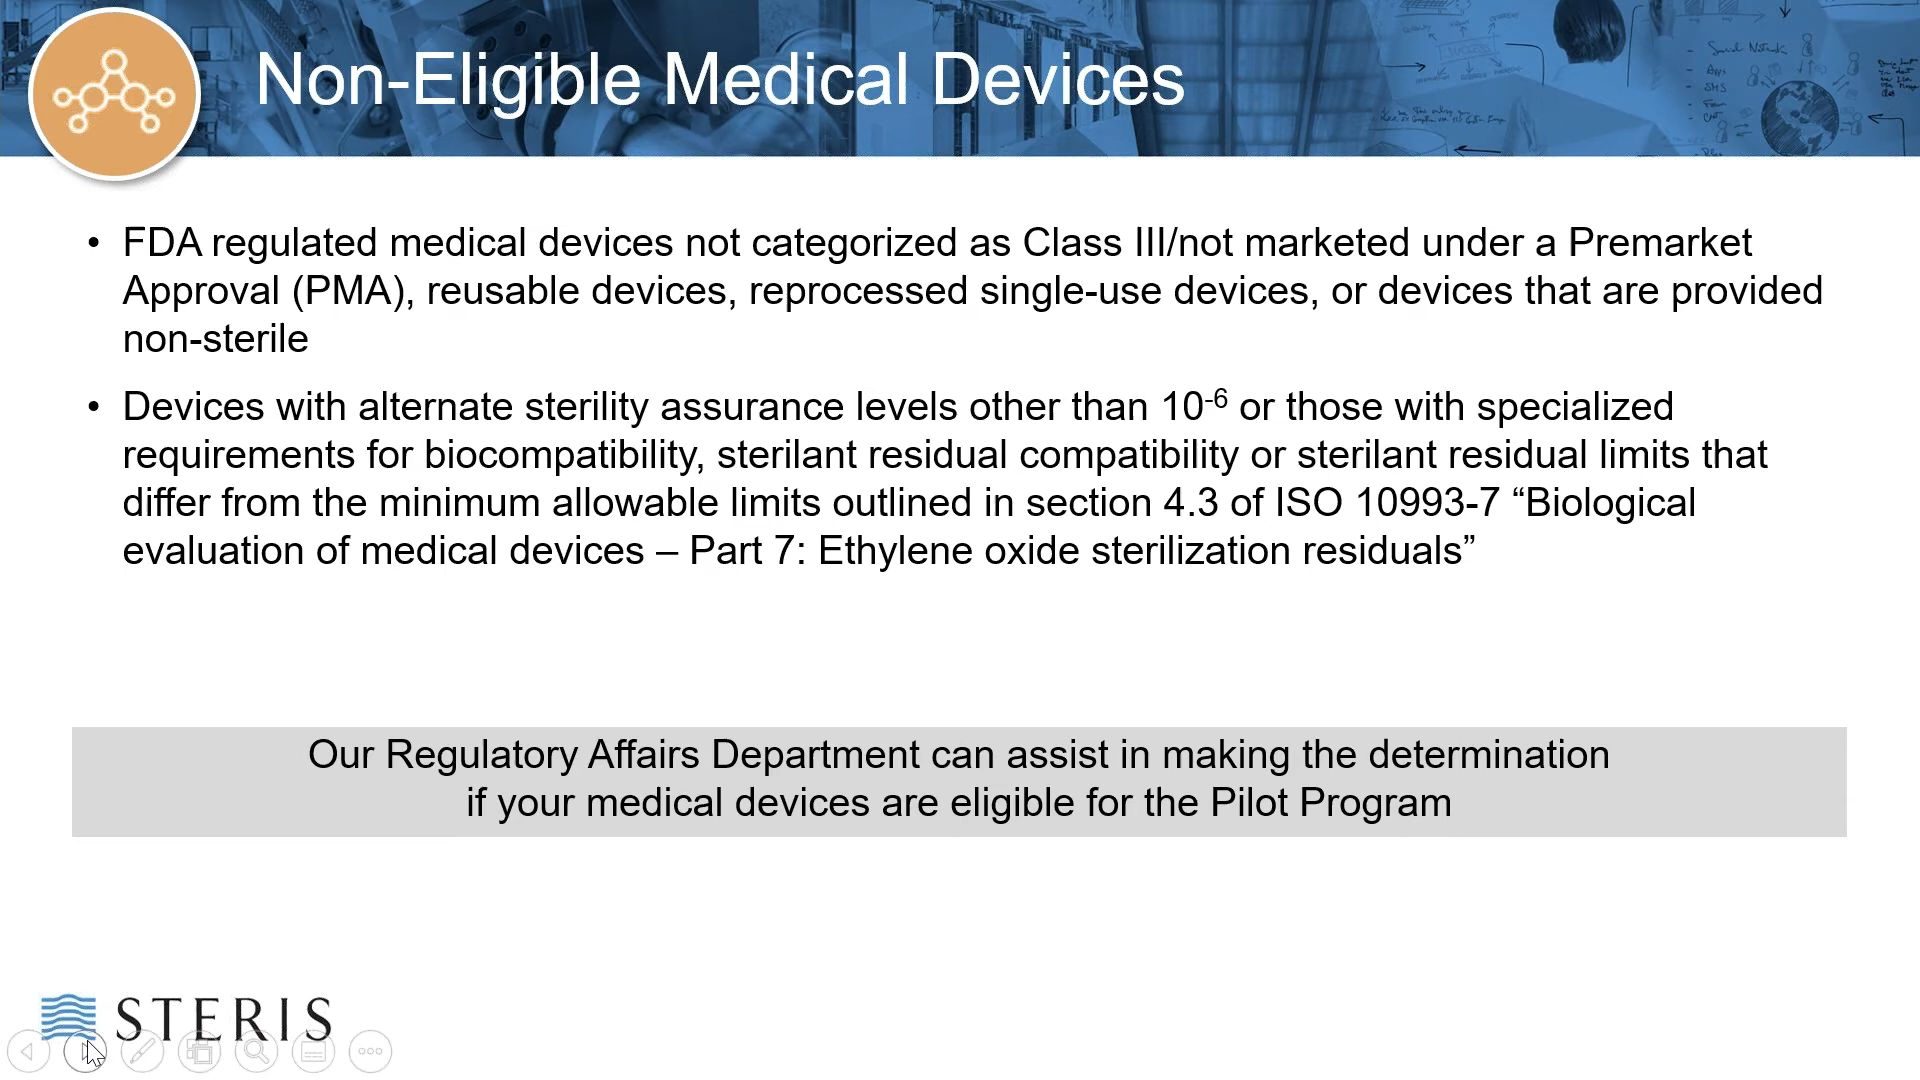 Non-Eligible Medical Devices
Social Network
SMS
• FDA regulated medical devices not categorized as Class III/not marketed under a Premarket
Approval (PMA), reusable devices, reprocessed single-use devices, or devices that are provided
non-sterile
• Devices with alternate sterility assurance levels other than 10-6 or those with specialized
requirements for biocompatibility, sterilant residual compatibility or sterilant residual limits that
differ from the minimum allowable limits outlined in section 4.3 of ISO 10993-7 “Biological
evaluation of medical devices – Part 7: Ethylene oxide sterilization residuals”
Our Regulatory Affairs Department can assist in making the determination
if your medical devices are eligible for the Pilot Program
STERIS